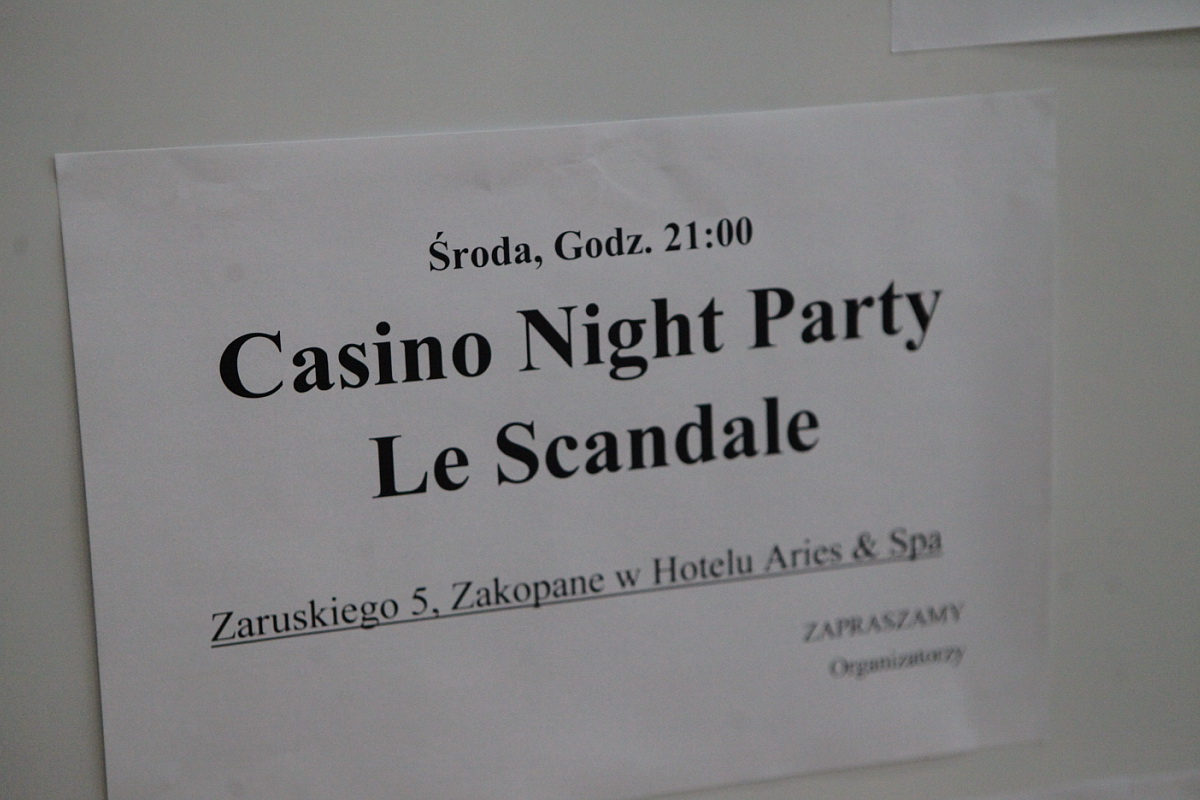 Środa, Godz. 21:00
Casino Night Party
Le Scandale
Zaruskiego 5, Zakopane w Hotelu Aries & Spa
ZAPRASZAMY
Organizatorzy